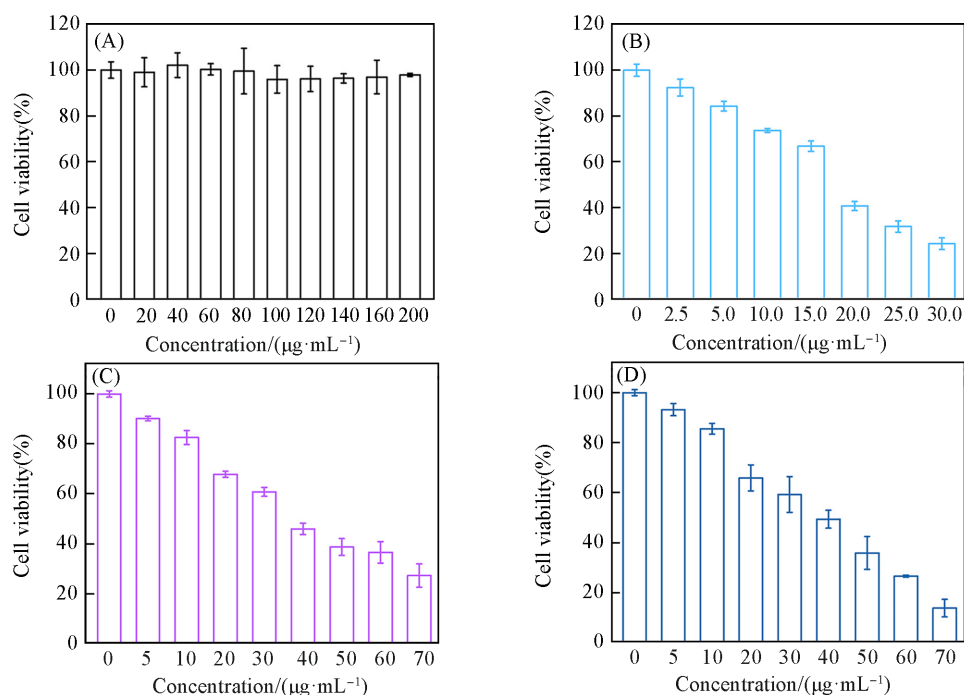 (A)
120
100
80
60
40
20
0
Cell viability(%)
0 20 40 60 80 100 120 140 160 200
Concentration/(μg·mL⁻¹)
(B)
120
100
80
60
40
20
0
Cell viability(%)
0 2.5 5.0 10.0 15.0 20.0 25.0 30.0
Concentration/(μg·mL⁻¹)
(C)
100
80
60
40
20
0
Cell viability(%)
0 5 10 20 30 40 50 60 70
Concentration/(μg·mL⁻¹)
(D)
100
80
60
40
20
0
Cell viability(%)
0 5 10 20 30 40 50 60 70
Concentration/(μg·mL⁻¹)